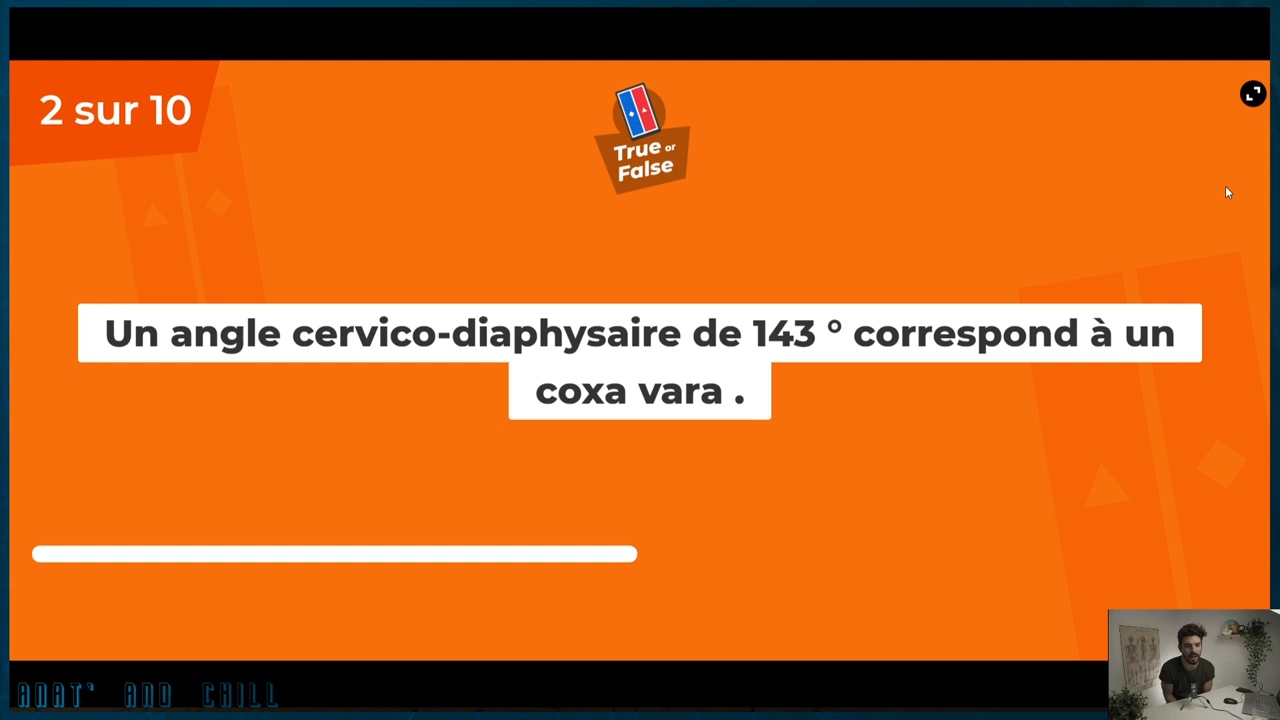 2 sur 10
True or
False
Un angle cervico-diaphysaire de 143 ° correspond à un
coxa vara .
ANAT' AND CHILL